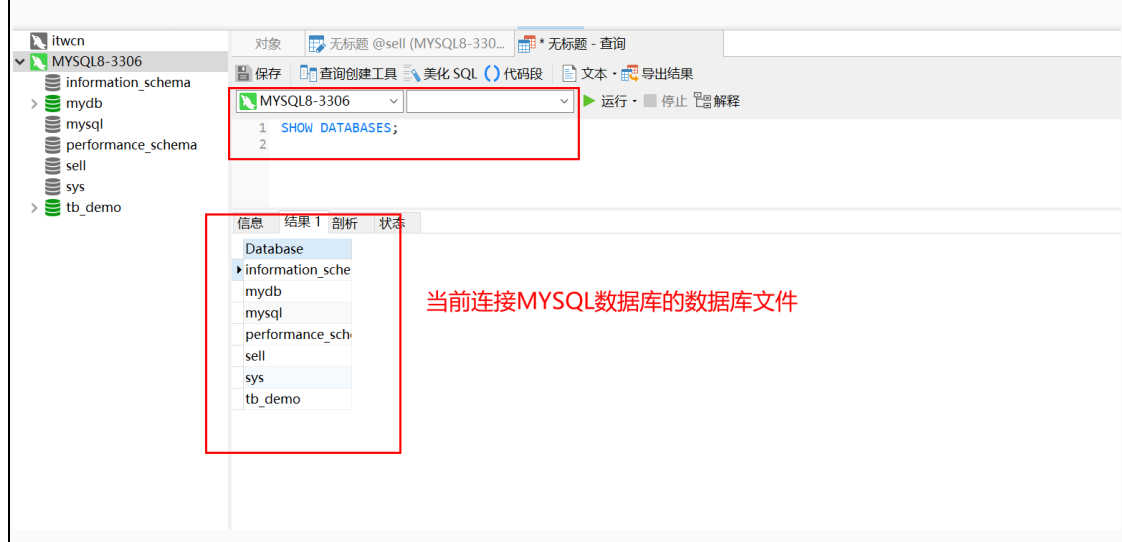 itwcn
MYSQL8-3306
information_schema
mydb
mysql
performance_schema
sell
sys
tb_demo
对象
无标题 @sell (MYSQL8-330...
* 无标题 - 查询
保存
查询创建工具
美化 SQL
() 代码段
文本
导出结果
MYSQL8-3306
运行
停止
解释
1 SHOW DATABASES;
2
信息
结果 1
剖析
状态
Database
information_sche
mydb
mysql
performance_sch
sell
sys
tb_demo
当前连接MYSQL数据库的数据库文件